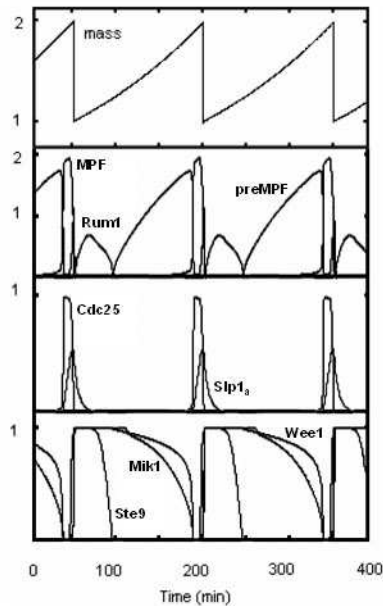 2
mass
1
2
MPF
preMPF
1
Rum1
1
Cdc25
Slp1a
1
Wee1
Mik1
Ste9
0 100 200 300 400
Time (min)